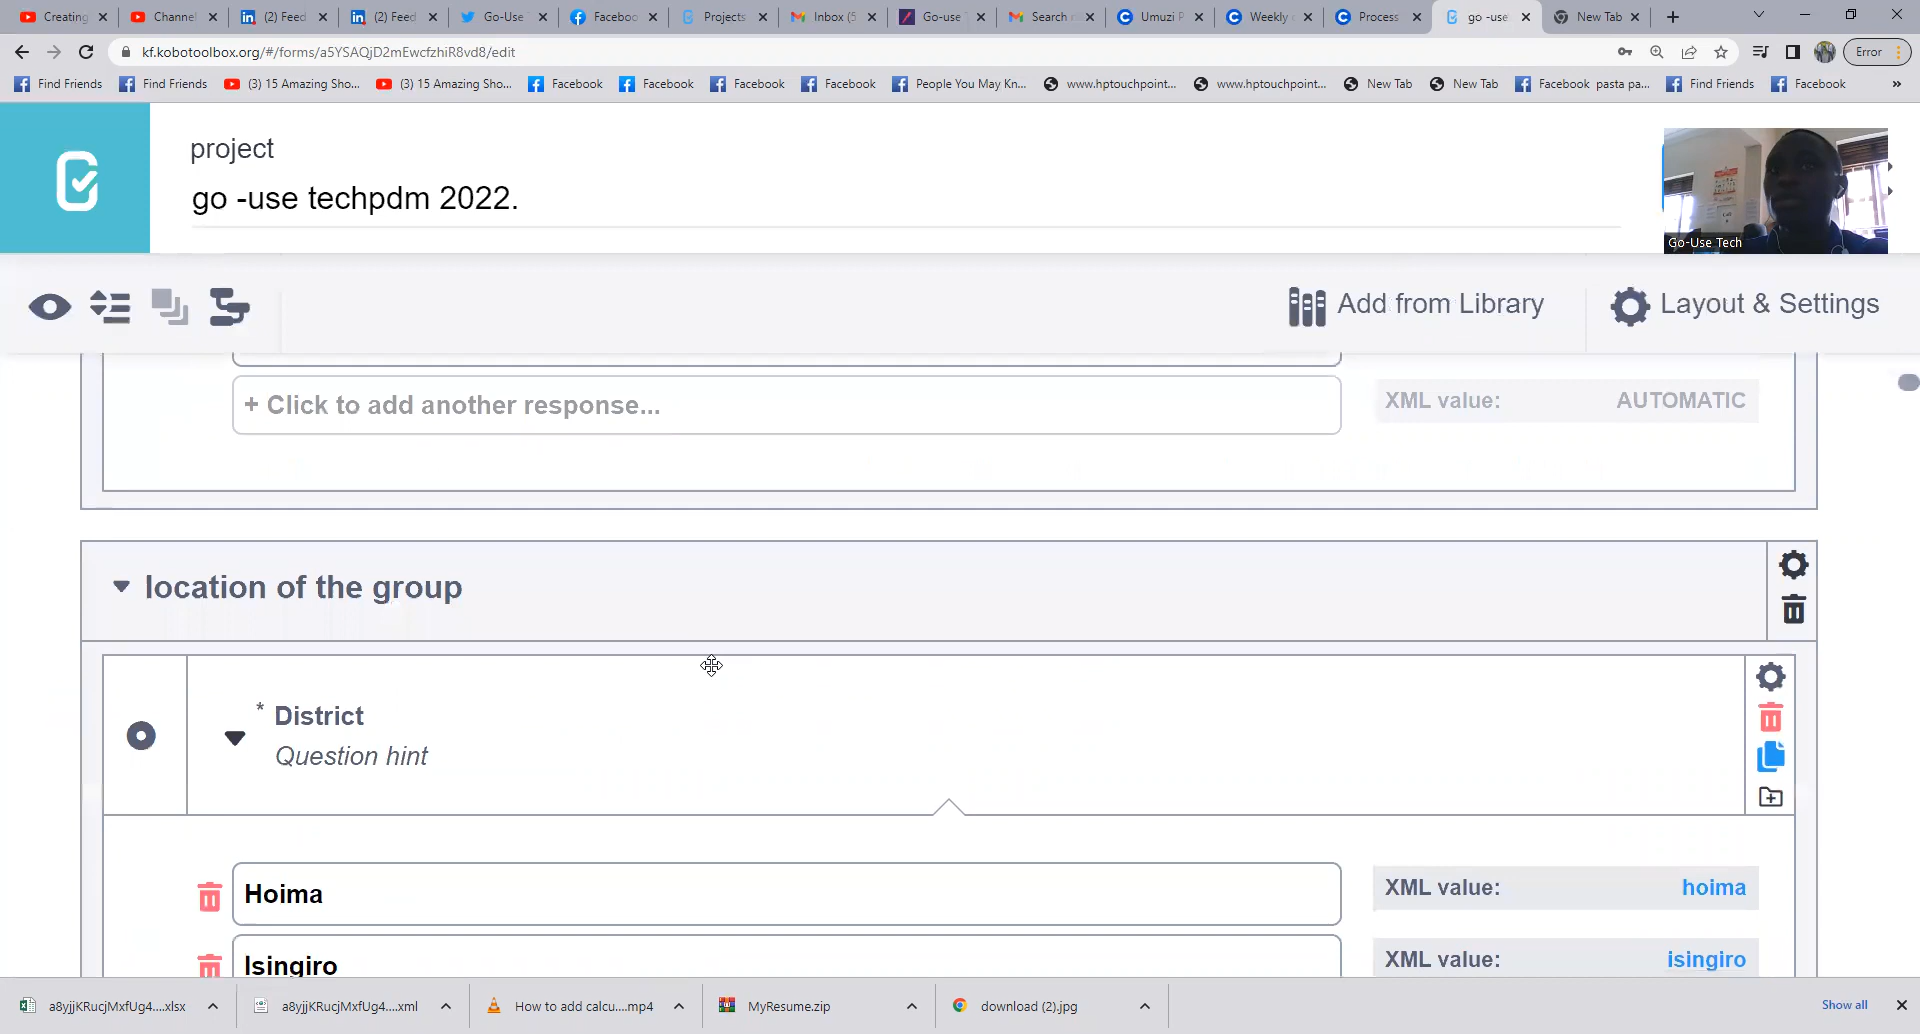 Creating
Channel
(2) Feed
(2) Feed
Go-Use
Faceboo
Projects
Inbox (5
Go-use
Search
Umuzi P
Weekly
Process
go -use
New Tab
kf.kobotoolbox.org/#/forms/a5YSAQjD2mEwcfzhiR8vd8/edit
Error
Find Friends
Find Friends
(3) 15 Amazing Sho...
(3) 15 Amazing Sho...
Facebook
Facebook
Facebook
Facebook
People You May Kn...
www.hptouchpoint...
www.hptouchpoint...
New Tab
New Tab
Facebook pasta pa...
Find Friends
Facebook
»
project
go -use techpdm 2022.
Go-Use Tech
Add from Library
Layout & Settings
+ Click to add another response...
XML value: AUTOMATIC
location of the group
* District
Question hint
Hoima
XML value: hoima
Isingiro
XML value: isingiro
a8yjjKRucjMxfUg4....xlsx
a8yjjKRucjMxfUg4....xml
How to add calcu....mp4
MyResume.zip
download (2).jpg
Show all